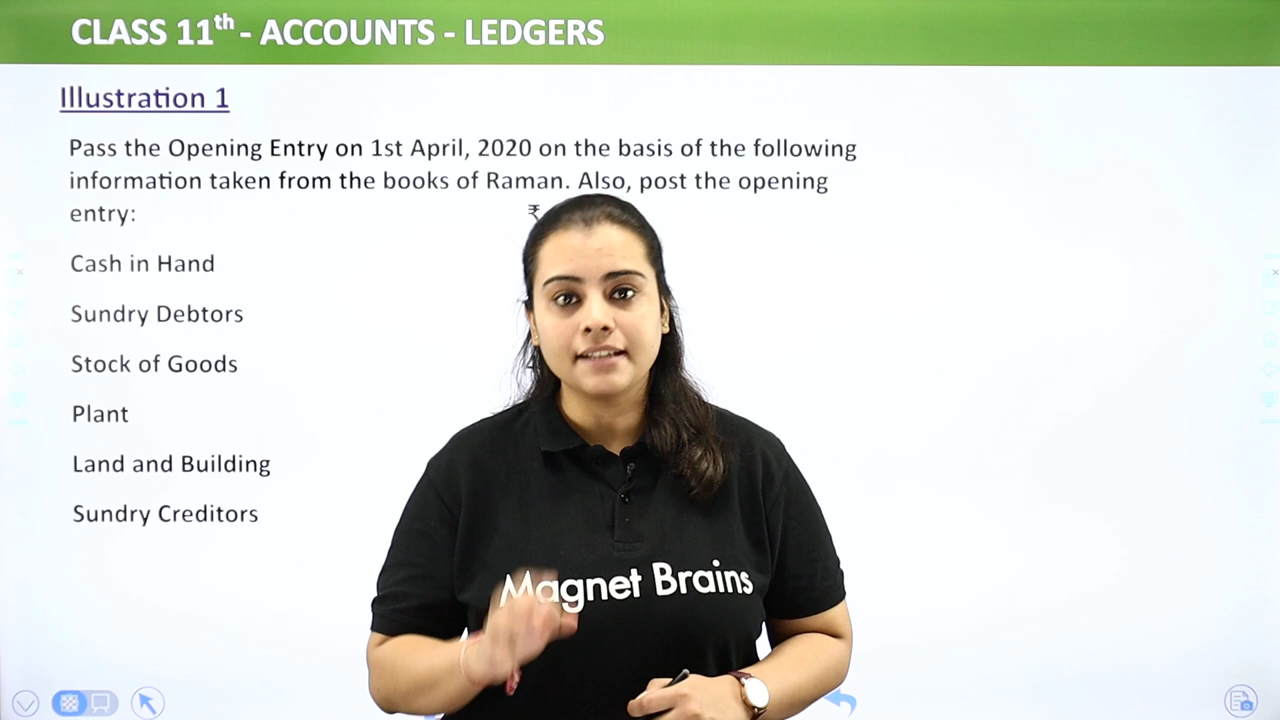 CLASS 11th - ACCOUNTS - LEDGERS
Illustration 1
Pass the Opening Entry on 1st April, 2020 on the basis of the following
information taken from the books of Raman. Also, post the opening
entry:
₹
Cash in Hand
Sundry Debtors
Stock of Goods
Plant
Land and Building
Sundry Creditors
Magnet Brains